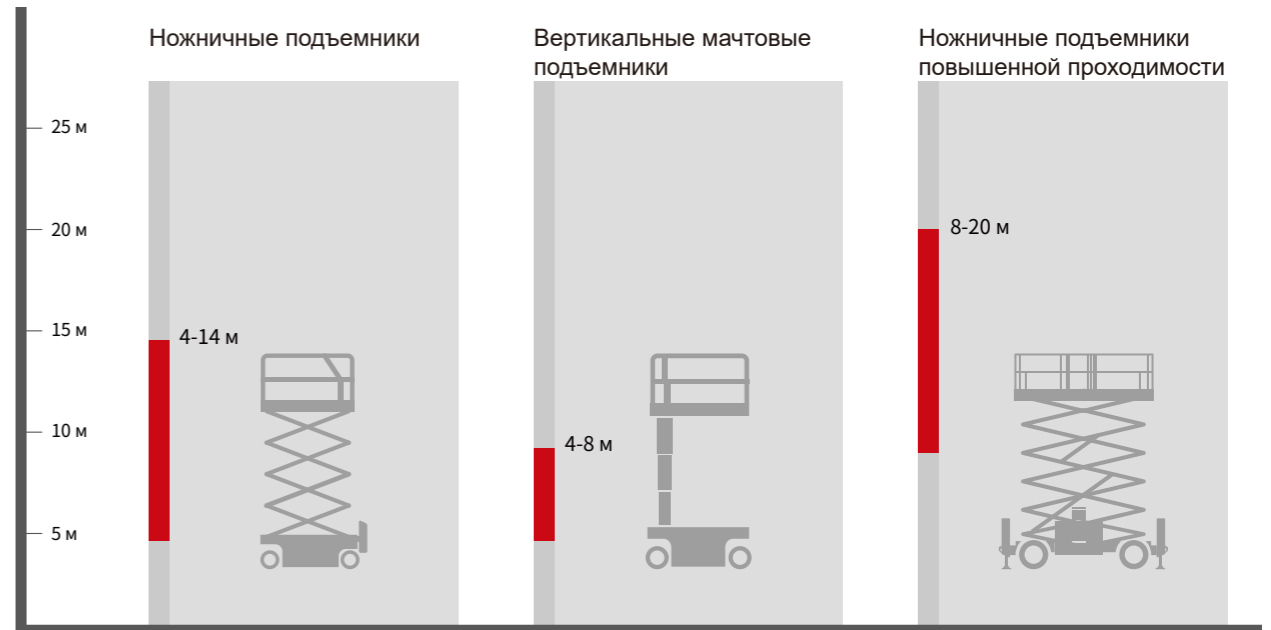 Ножничные подъемники
Вертикальные мачтовые
подъемники
Ножничные подъемники
повышенной проходимости
25 м
20 м
15 м
10 м
5 м
4-14 м
4-8 м
8-20 м